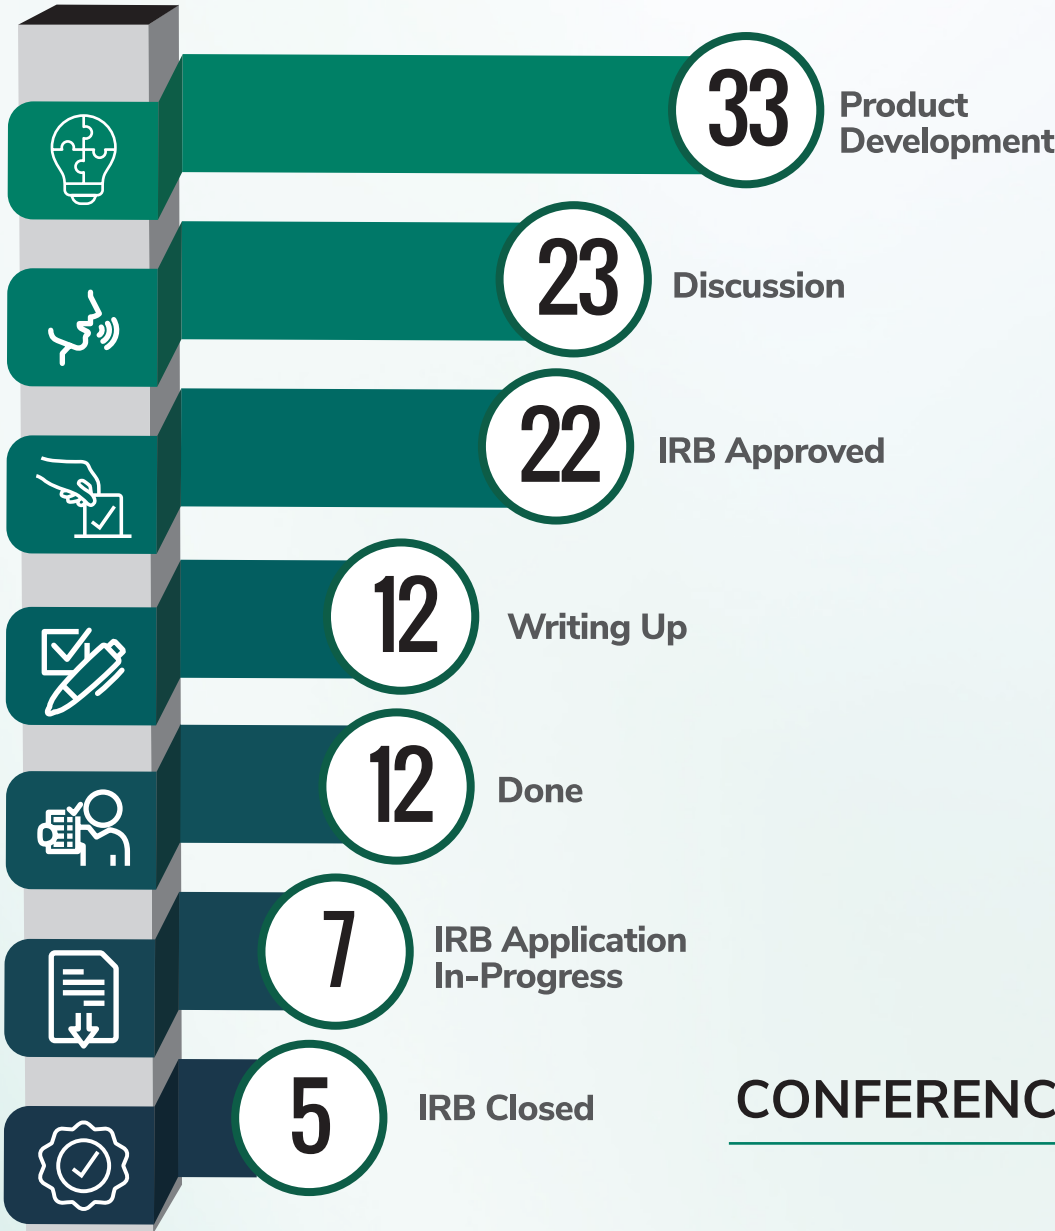 33
Product
Development
23
Discussion
22
IRB Approved
12
Writing Up
12
Done
7
IRB Application
In-Progress
5
IRB Closed
CONFERENC